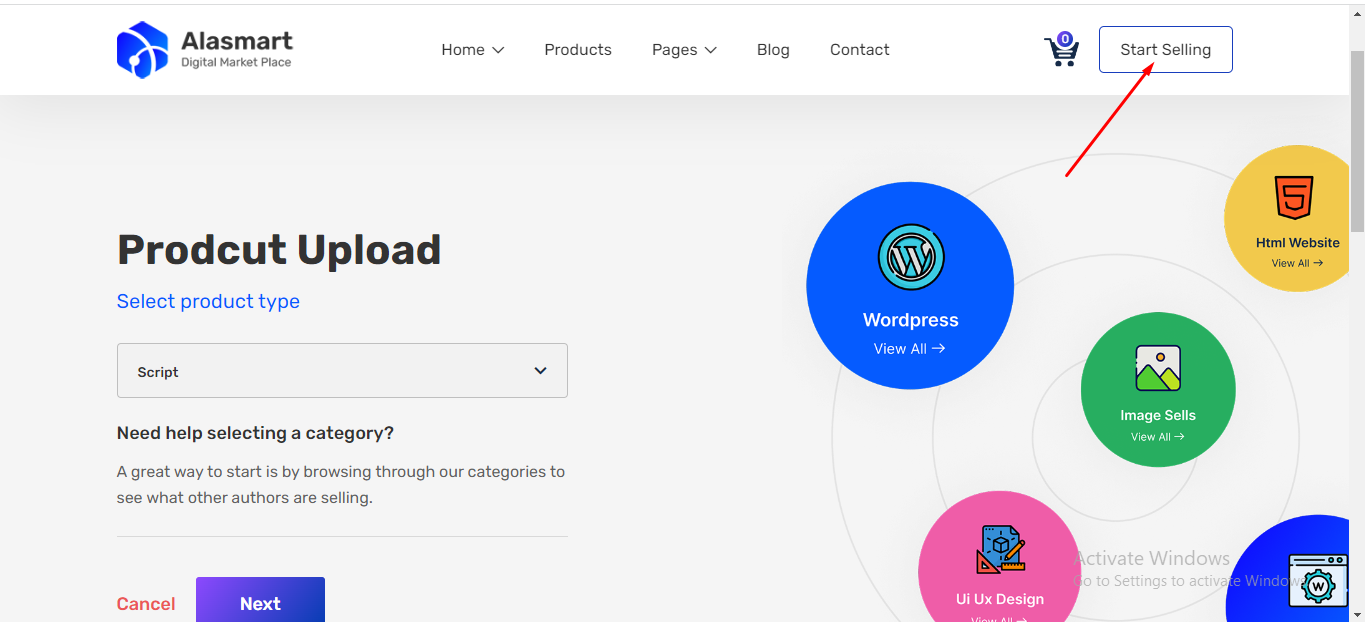 Alasmart
Digital Market Place
Home
Products
Pages
Blog
Contact
0
Start Selling
Prodcut Upload
Select product type
Script
Need help selecting a category?
A great way to start is by browsing through our categories to
see what other authors are selling.
Cancel
Next
Wordpress
View All →
Html Website
View All →
Image Sells
View All →
Ui Ux Design
View All →
W
Activate Windows
Go to Settings to activate Windows